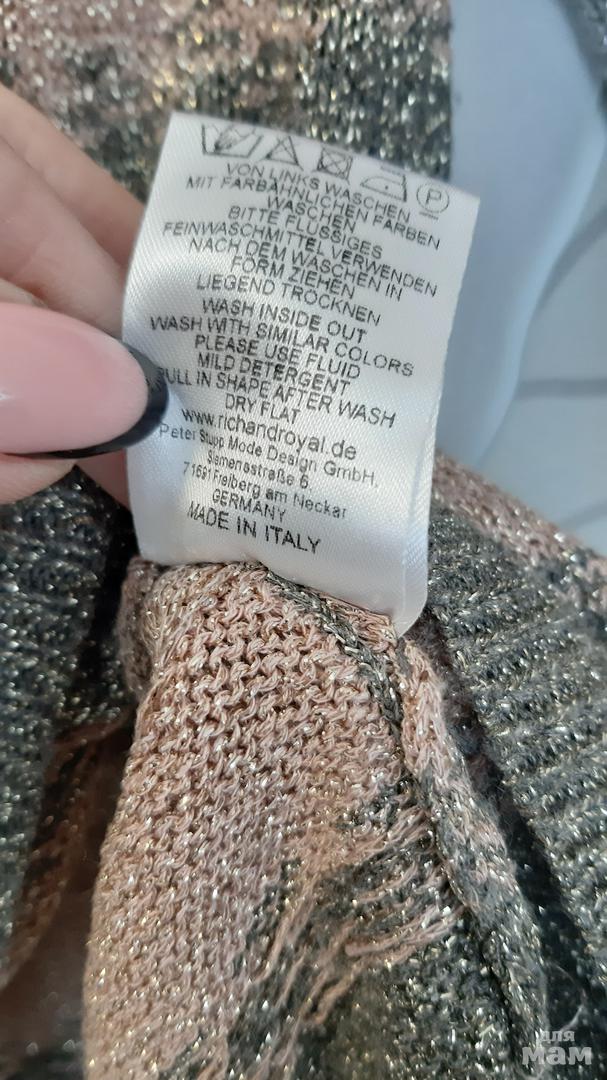 P
VON LINKS WASCHEN
MIT FARBÄHNLICHEN FARBEN
WASCHEN
BITTE FLÜSSIGES
FEINWASCHMITTEL VERWENDEN
NACH DEM WASCHEN IN
FORM ZIEHEN
LIEGEND TROCKNEN
WASH INSIDE OUT
WASH WITH SIMILAR COLORS
PLEASE USE FLUID
MILD DETERGENT
PULL IN SHAPE AFTER WASH
DRY FLAT
www.richandroyal.de
Peter Stupp Mode Design GmbH.
Siemensstraße 6
71691 Freiberg am Neckar
GERMANY
MADE IN ITALY
для
мам